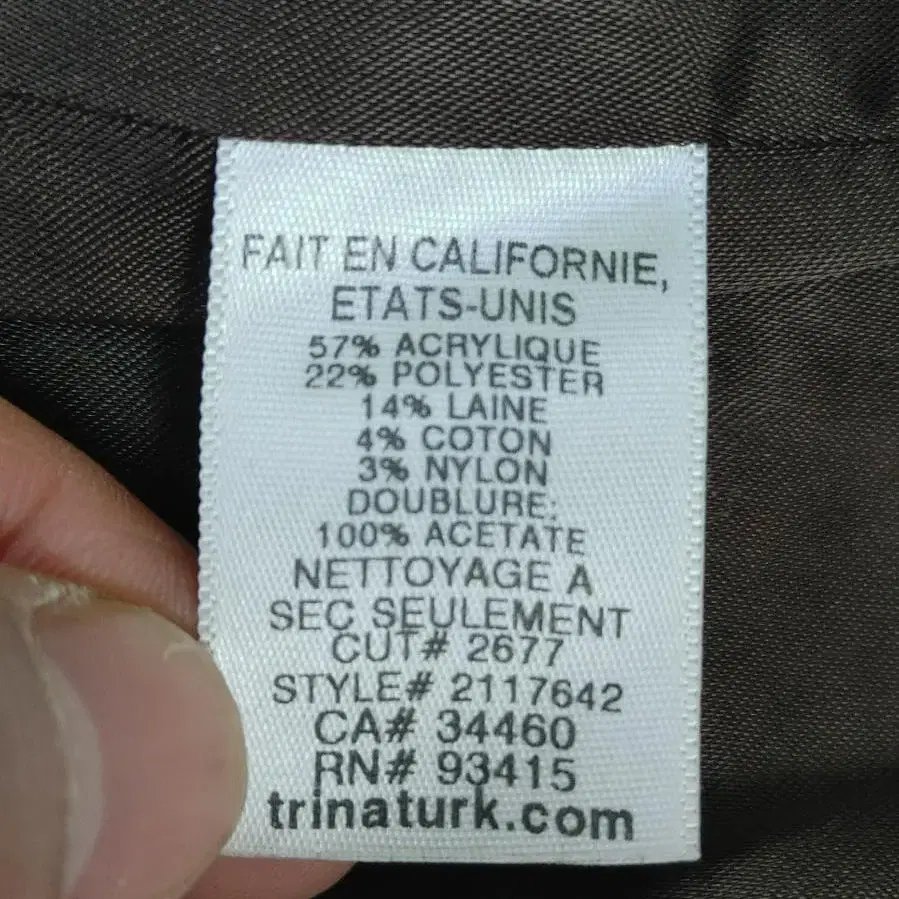 FAIT EN CALIFORNIE,
ETATS-UNIS
57% ACRYLIQUE
22% POLYESTER
14% LAINE
4% COTON
3% NYLON
DOUBLURE:
100% ACETATE
NETTOYAGE A
SEC SEULEMENT
CUT# 2677
STYLE# 2117642
CA# 34460
RN# 93415
trinaturk.com